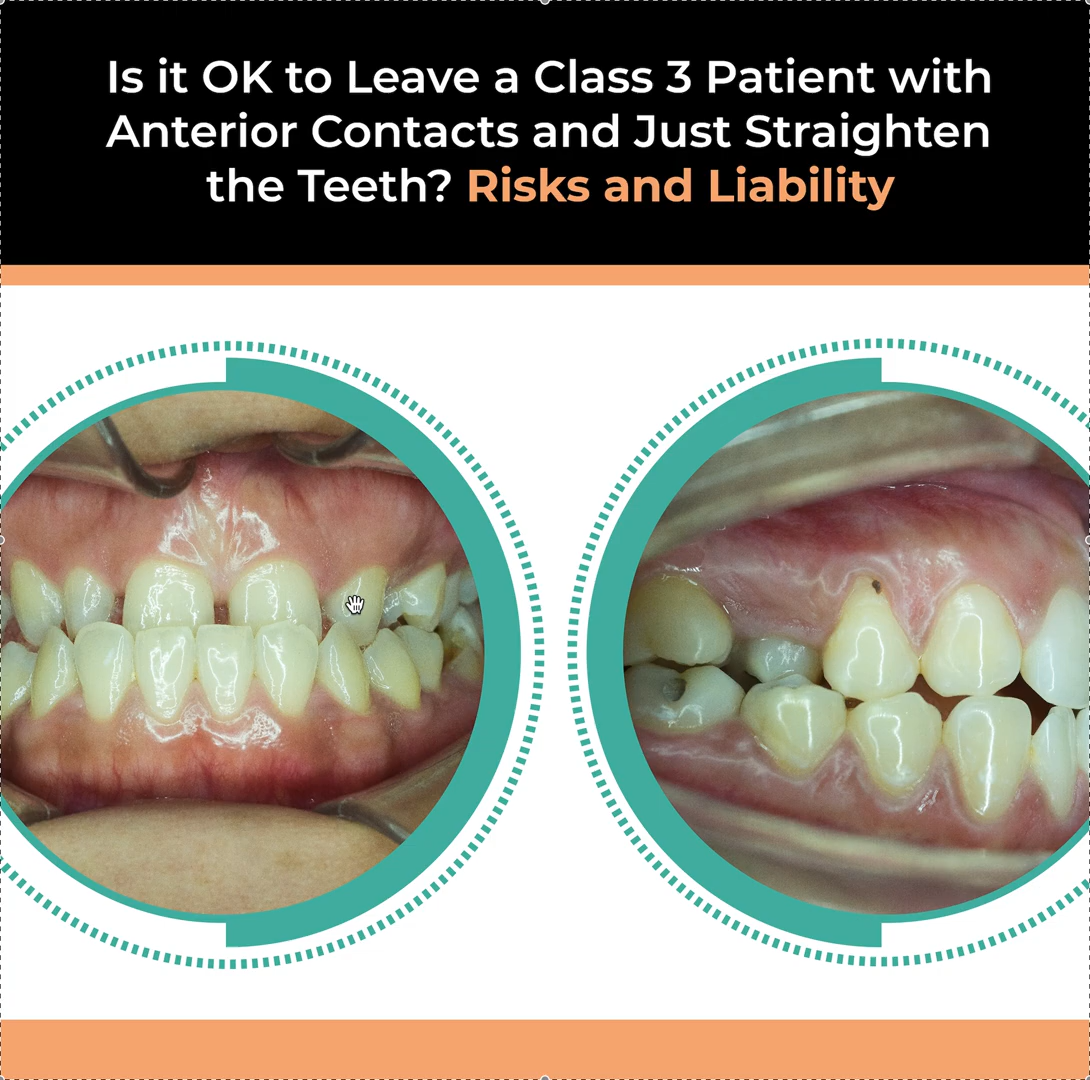 Is it OK to Leave a Class 3 Patient with
Anterior Contacts and Just Straighten
the Teeth? Risks and Liability